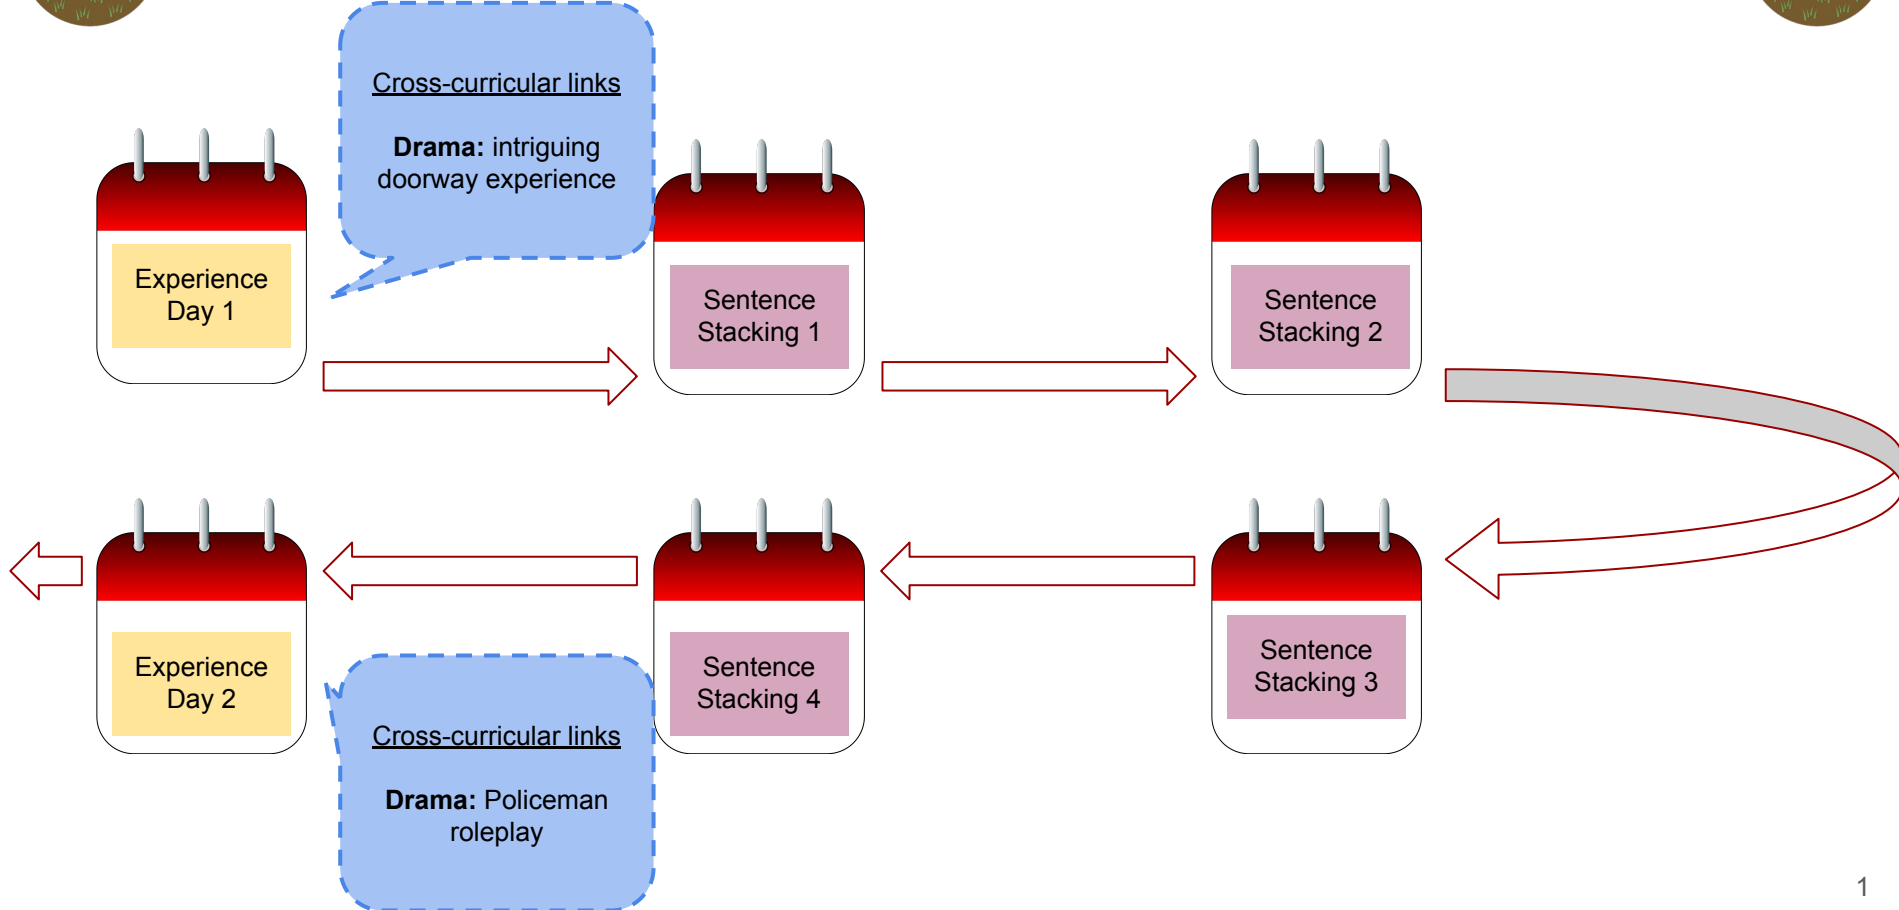 Cross-curricular links
Drama: intriguing
doorway experience
Experience
Day 1
Sentence
Stacking 1
Sentence
Stacking 2
Experience
Day 2
Cross-curricular links
Drama: Policeman
roleplay
Sentence
Stacking 4
Sentence
Stacking 3
1